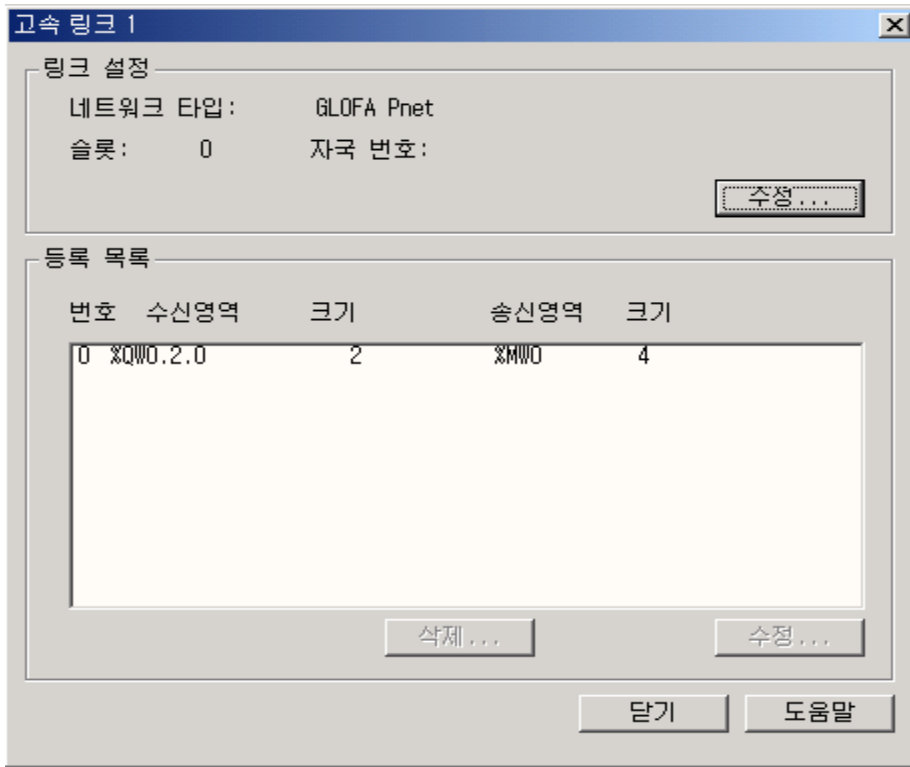 고속 링크 1
링크 설정
네트워크 타입: GLOFA Pnet
슬롯: 0 자국 번호:
수정...
등록 목록
번호 수신영역 크기 송신영역 크기
0 %QW0.2.0 2 %MW0 4
삭제... 수정...
닫기 도움말